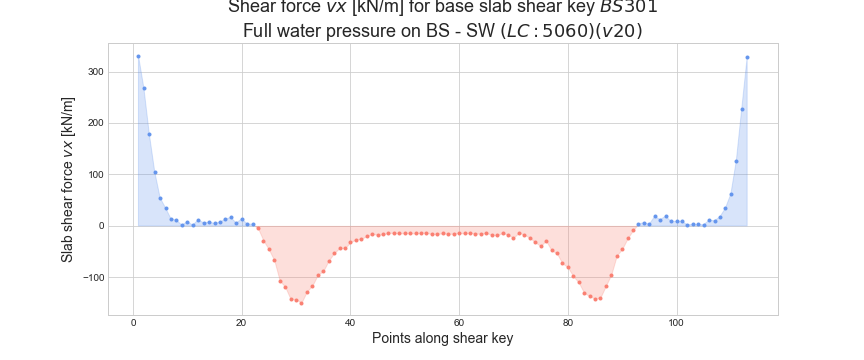 Shear force vx [kN/m] for base slab shear key BS301
Full water pressure on BS - SW (LC: 5060)(v20)
Slab shear force vx [kN/m]
300
200
100
0
−100
0 20 40 60 80 100
Points along shear key